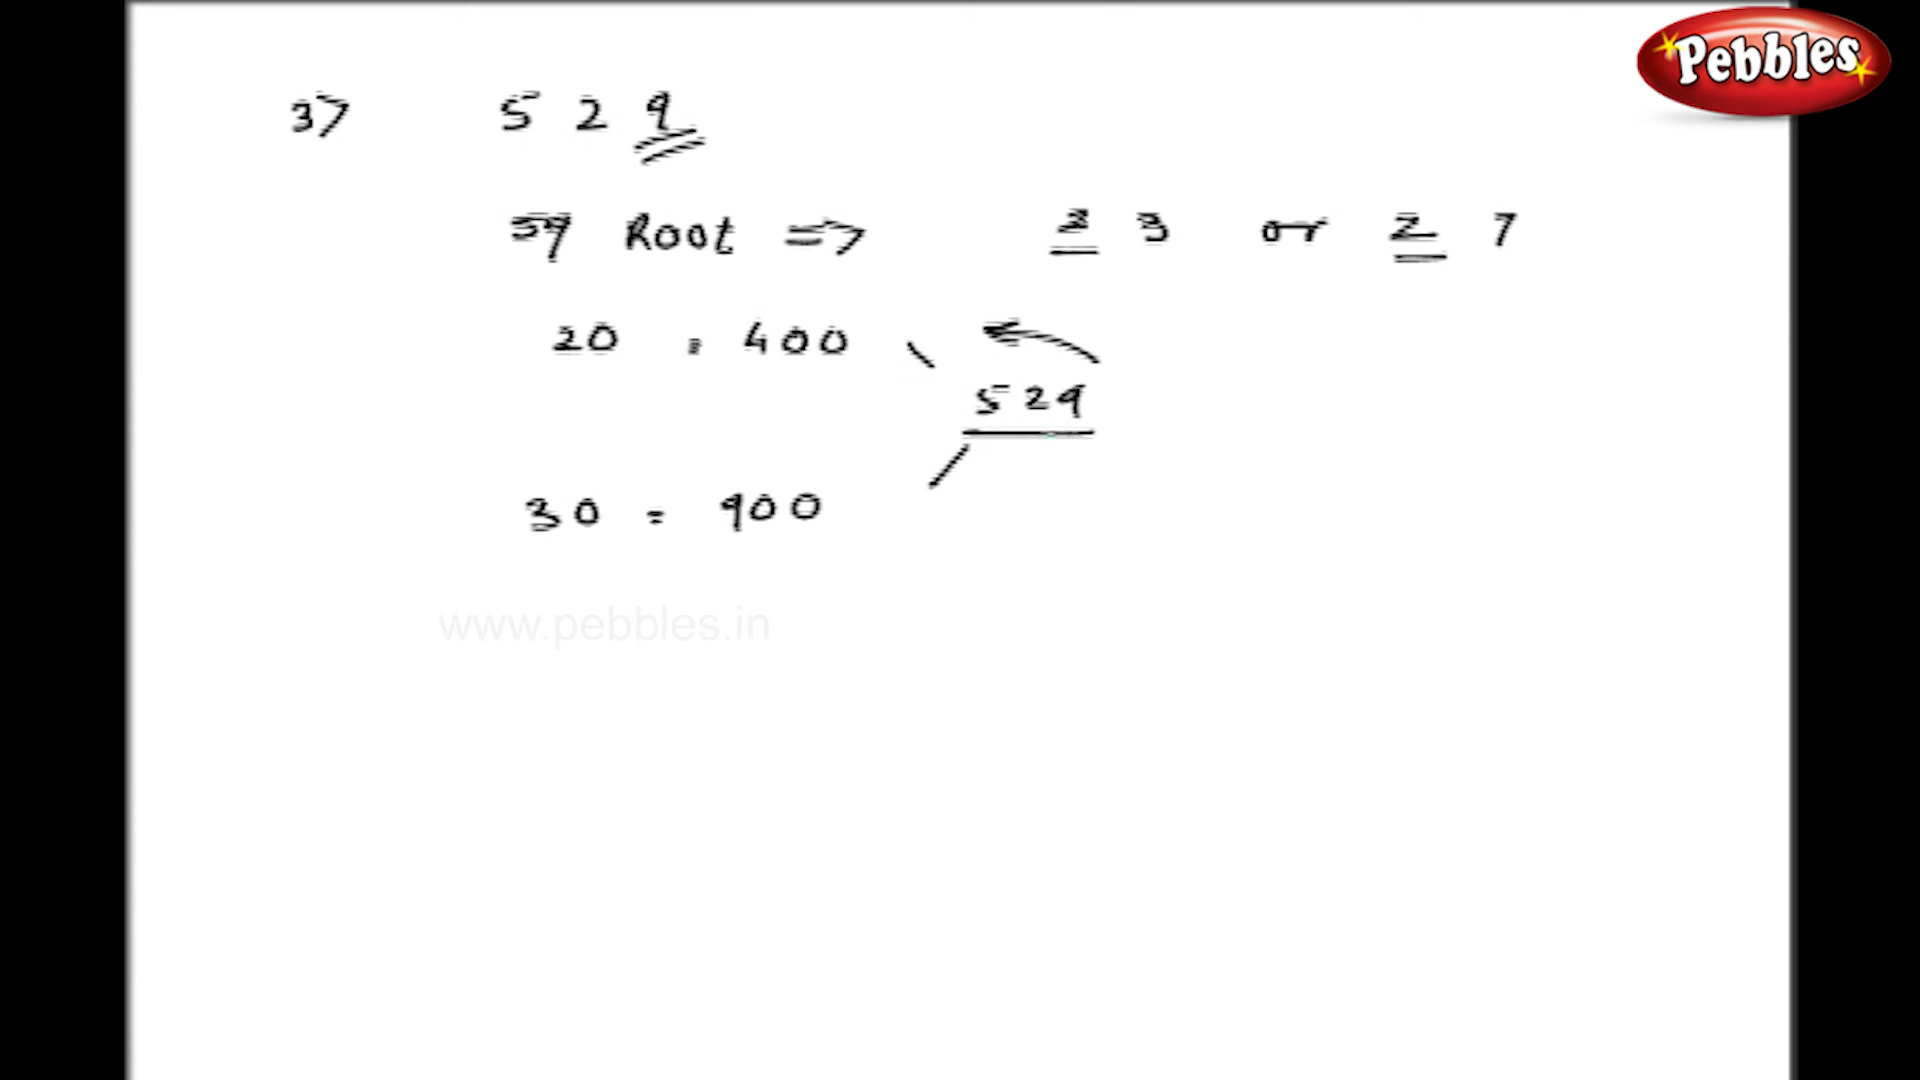 Pebbles
3> 5 2 9
Sq Root => 2 3 or 2 7
20 = 400
529
30 = 900
www.pebbles.in